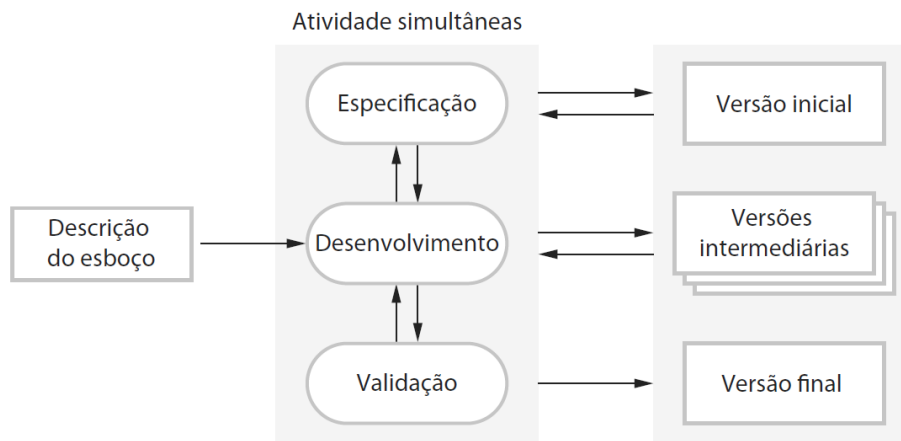 Atividade simultâneas
Especificação
Versão inicial
Descrição
do esboço
Desenvolvimento
Versões
intermediárias
Validação
Versão final